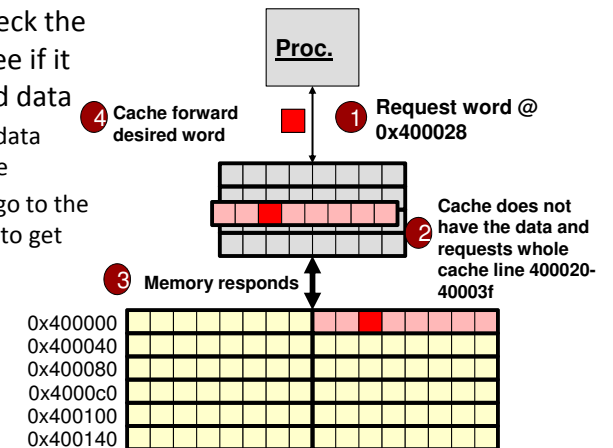 eck the
ee if it
d data
data
e
go to the
to get
Proc.
4 Cache forward
desired word
1 Request word @
0x400028
2 Cache does not
have the data and
requests whole
cache line 400020-
40003f
3 Memory responds
0x400000
0x400040
0x400080
0x4000c0
0x400100
0x400140